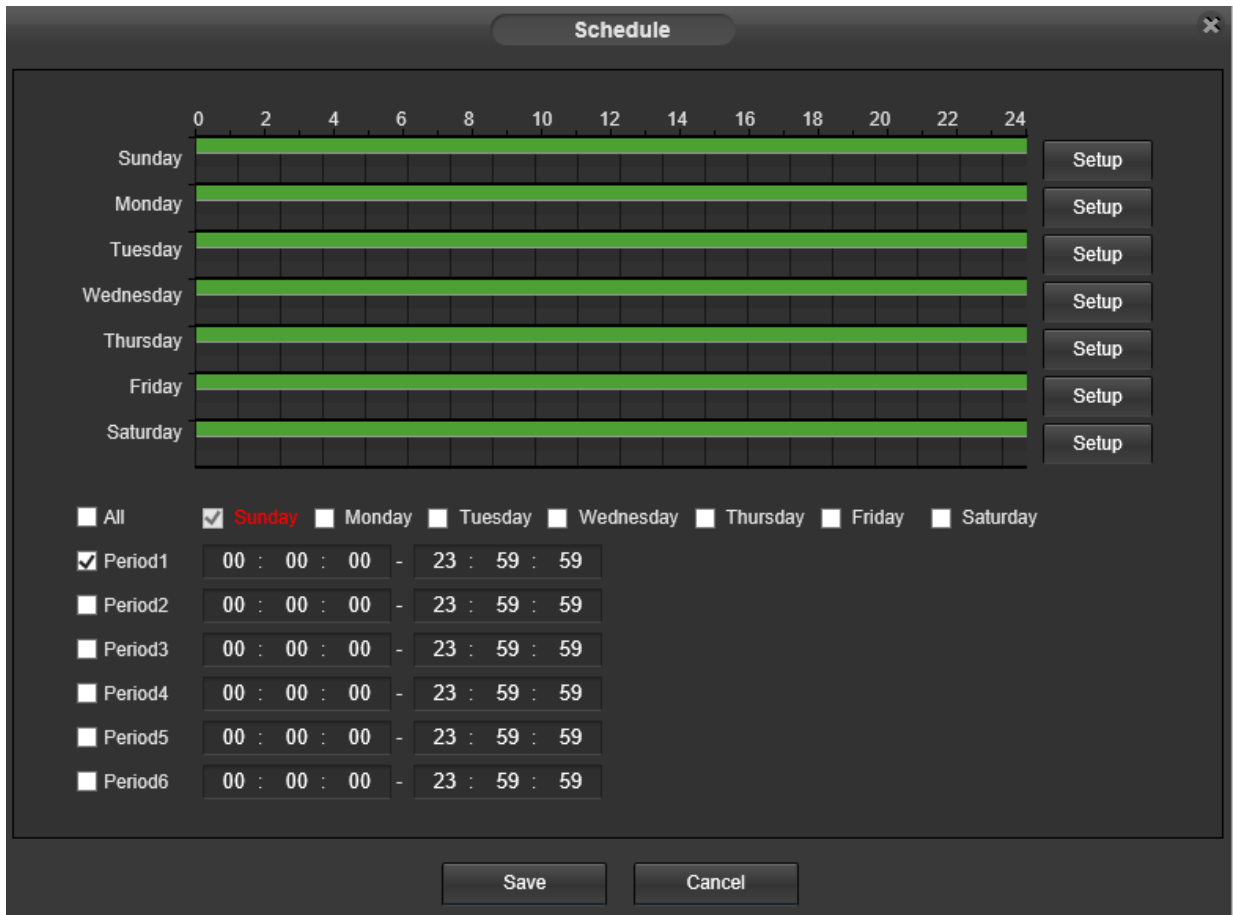 Schedule
0 2 4 6 8 10 12 14 16 18 20 22 24
Sunday Setup
Monday Setup
Tuesday Setup
Wednesday Setup
Thursday Setup
Friday Setup
Saturday Setup
All Sunday Monday Tuesday Wednesday Thursday Friday Saturday
Period1 00 : 00 : 00 - 23 : 59 : 59
Period2 00 : 00 : 00 - 23 : 59 : 59
Period3 00 : 00 : 00 - 23 : 59 : 59
Period4 00 : 00 : 00 - 23 : 59 : 59
Period5 00 : 00 : 00 - 23 : 59 : 59
Period6 00 : 00 : 00 - 23 : 59 : 59
Save Cancel